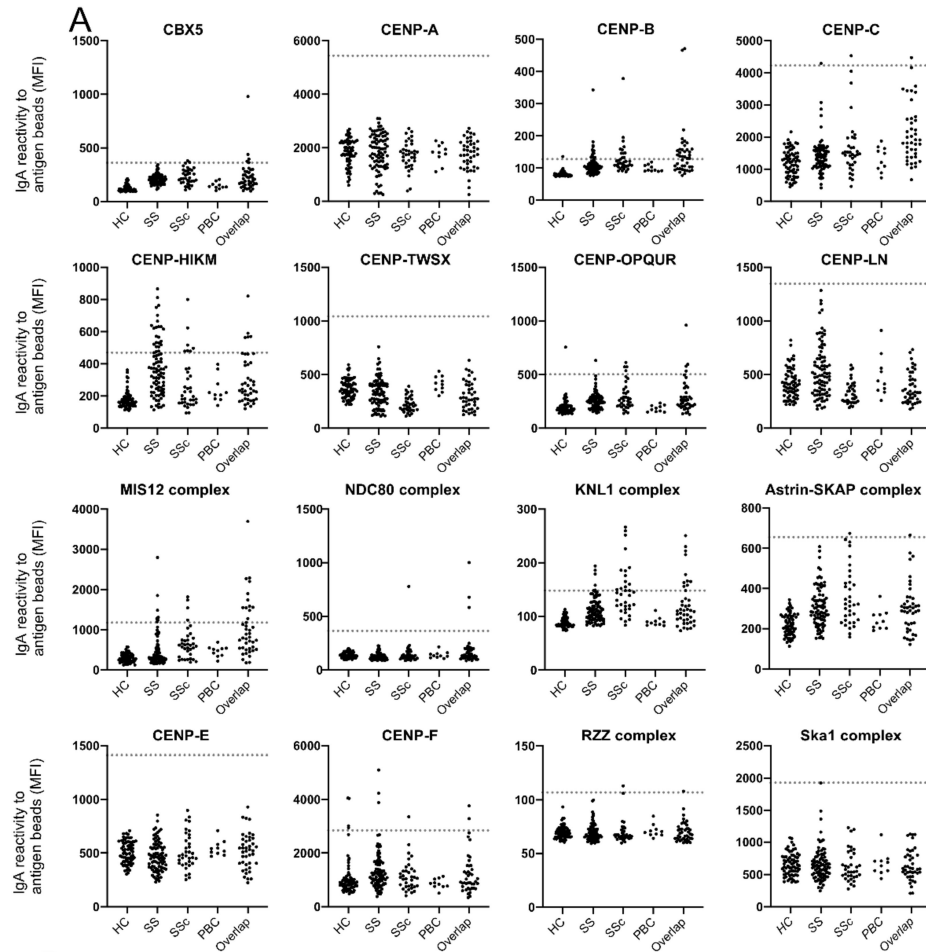 A
CBX5 CENP-A CENP-B CENP-C
IgA reactivity to
antigen beads (MFI)
1500 1000 500 0
6000 4000 2000 0
500 400 300 200 100 0
5000 4000 3000 2000 1000 0
HC SS SSc PBC Overlap HC SS SSc PBC Overlap HC SS SSc PBC Overlap HC SS SSc PBC Overlap
CENP-HIKM CENP-TWSX CENP-OPQUR CENP-LN
IgA reactivity to
antigen beads (MFI)
1000 800 600 400 200 0
1500 1000 500 0
1500 1000 500 0
1500 1000 500 0
HC SS SSc PBC Overlap HC SS SSc PBC Overlap HC SS SSc PBC Overlap HC SS SSc PBC Overlap
MIS12 complex NDC80 complex KNL1 complex Astrin-SKAP complex
IgA reactivity to
antigen beads (MFI)
4000 3000 2000 1000 0
1500 1000 500 0
300 200 100 0
800 600 400 200 0
HC SS SSc PBC Overlap HC SS SSc PBC Overlap HC SS SSc PBC Overlap HC SS SSc PBC Overlap
CENP-E CENP-F RZZ complex Ska1 complex
IgA reactivity to
antigen beads (MFI)
1500 1000 500 0
6000 4000 2000 0
150 100 50 0
2500 2000 1500 1000 500 0
HC SS SSc PBC Overlap HC SS SSc PBC Overlap HC SS SSc PBC Overlap HC SS SSc PBC Overlap